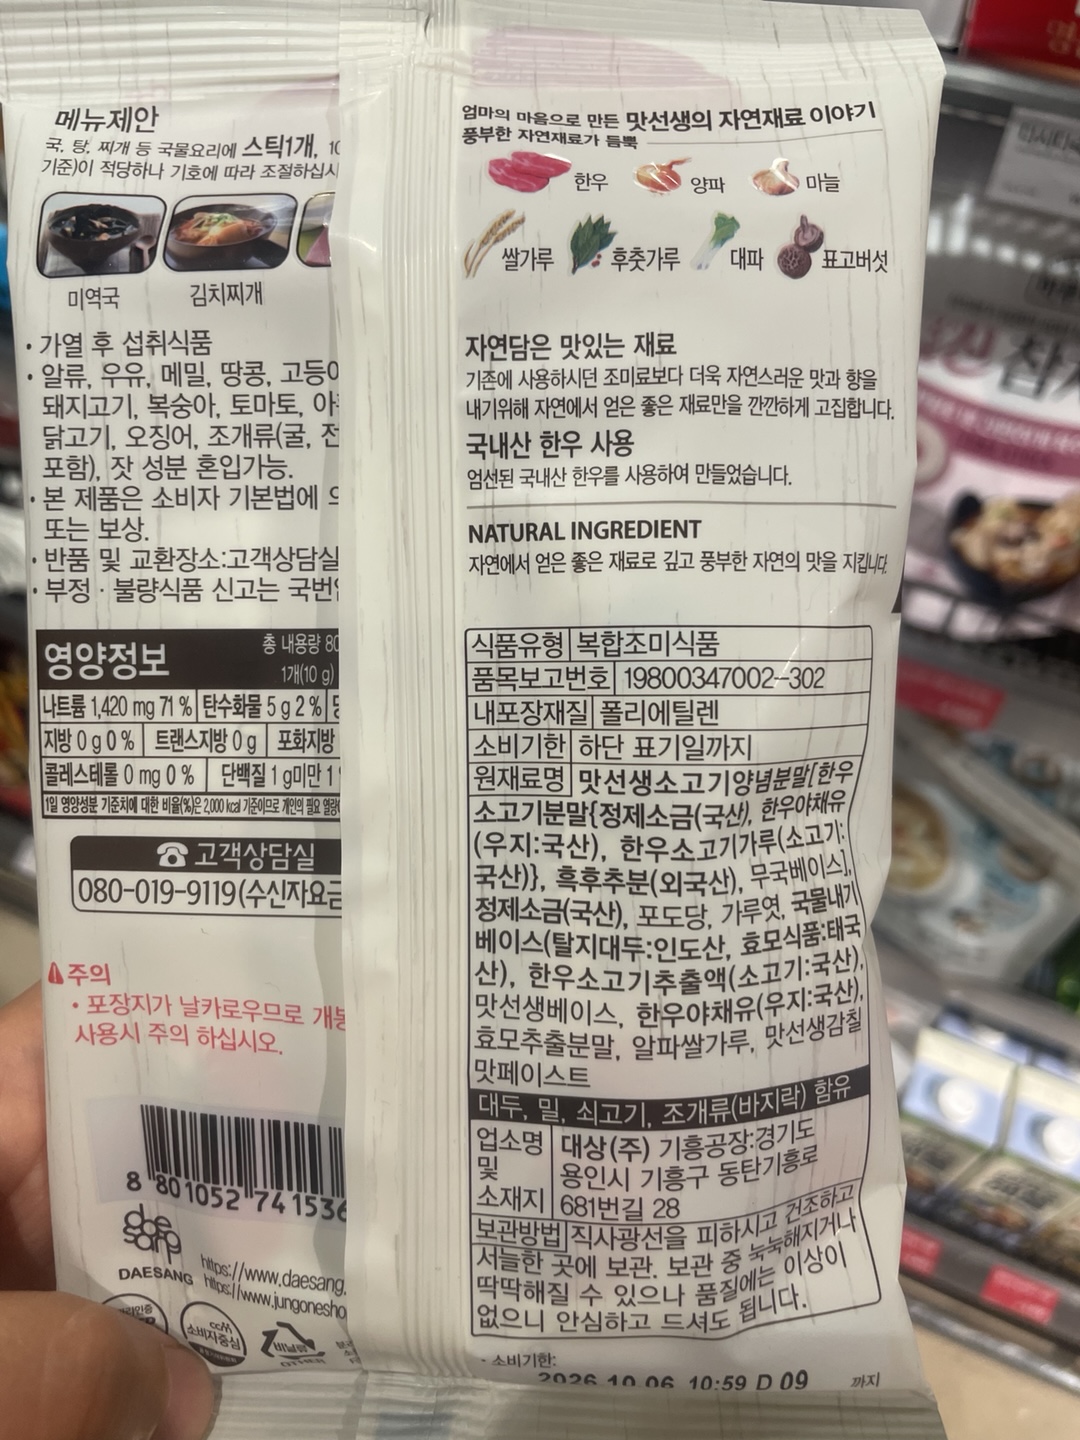 메뉴제안
국, 탕, 찌개 등 국물요리에 스틱1개, 10
기준)이 적당하나 기호에 따라 조절하십시
미역국
김치찌개
· 가열 후 섭취식품
· 알류, 우유, 메밀, 땅콩, 고등어
돼지고기, 복숭아, 토마토, 아
닭고기, 오징어, 조개류(굴, 전
포함), 잣 성분 혼입가능.
· 본 제품은 소비자 기본법에 의
또는 보상.
· 반품 및 교환장소:고객상담실
· 부정 · 불량식품 신고는 국번
영양정보
총 내용량 80
1개(10 g)
나트륨 1,420 mg 71 % 탄수화물 5 g 2 % 당
지방 0 g 0 % 트랜스지방 0 g 포화지방
콜레스테롤 0 mg 0 % 단백질 1 g미만 1
1일 영양성분 기준치에 대한 비율(%)은 2,000 kcal 기준이므로 개인의 필요 열량
☎ 고객상담실
080-019-9119(수신자요금
주의
· 포장지가 날카로우므로 개봉
사용시 주의 하십시오.
8 801052 741536
DAESANG
https://www.daesang.
https://www.jungonesho
ccm
소비자중심
비닐류
OTHER
엄마의 마음으로 만든 맛선생의 자연재료 이야기
풍부한 자연재료가 듬뿍
한우 양파 마늘
쌀가루 후춧가루 대파 표고버섯
자연담은 맛있는 재료
기존에 사용하시던 조미료보다 더욱 자연스러운 맛과 향을
내기위해 자연에서 얻은 좋은 재료만을 깐깐하게 고집합니다.
국내산 한우 사용
엄선된 국내산 한우를 사용하여 만들었습니다.
NATURAL INGREDIENT
자연에서 얻은 좋은 재료로 깊고 풍부한 자연의 맛을 지킵니다.
식품유형 복합조미식품
품목보고번호 19800347002-302
내포장재질 폴리에틸렌
소비기한 하단 표기일까지
원재료명 맛선생소고기양념분말[한우
소고기분말{정제소금(국산), 한우야채유
(우지:국산), 한우소고기가루(소고기:
국산)}, 흑후추분(외국산), 무국베이스],
정제소금(국산), 포도당, 가루엿, 국물내기
베이스(탈지대두:인도산, 효모식품:태국
산), 한우소고기추출액(소고기:국산),
맛선생베이스, 한우야채유(우지:국산),
효모추출분말, 알파쌀가루, 맛선생감칠
맛페이스트
대두, 밀, 쇠고기, 조개류(바지락) 함유
업소명 대상(주) 기흥공장:경기도
및 용인시 기흥구 동탄기흥로
소재지 681번길 28
보관방법 직사광선을 피하시고 건조하고
서늘한 곳에 보관. 보관 중 눅눅해지거나
딱딱해질 수 있으나 품질에는 이상이
없으니 안심하고 드셔도 됩니다.
· 소비기한:
2026 10 06 10:59 D 09 까지